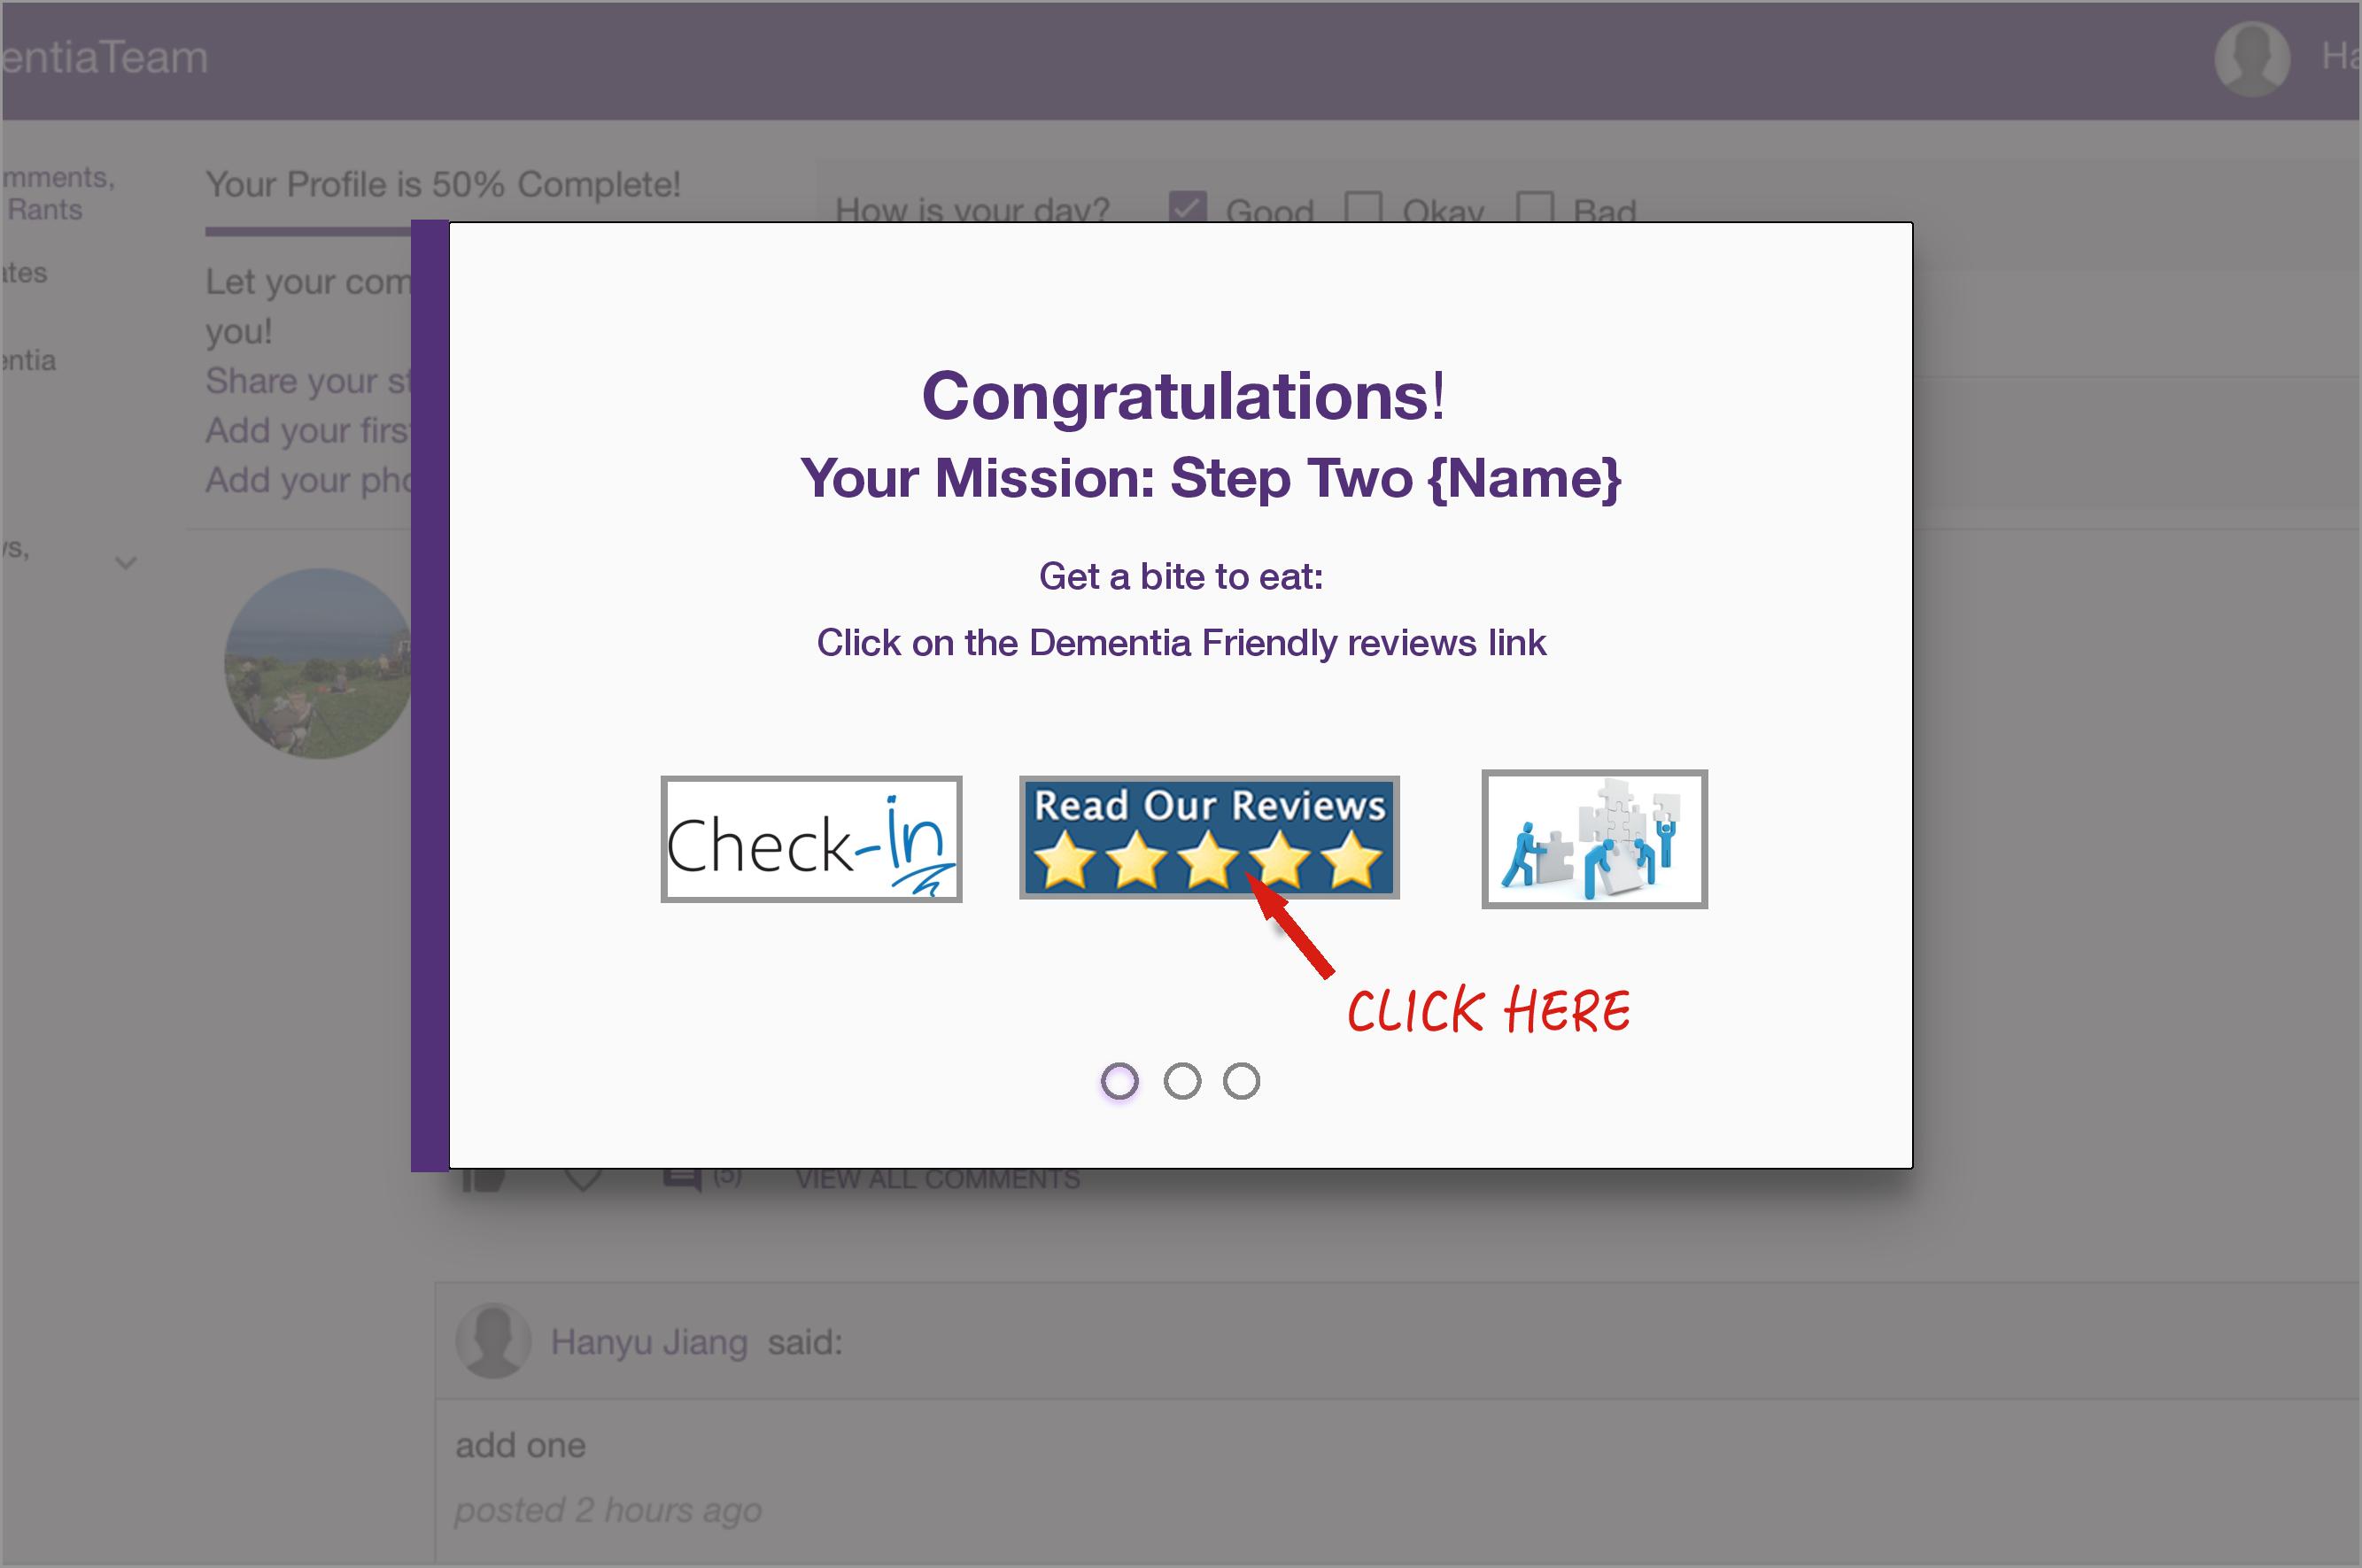 entiaTeam
Ha
mments,
Rants
ates
entia
ws,
Your Profile is 50% Complete!
Let your com
you!
Share your st
Add your first
Add your pho
How is your day? Good Okay Bad
Congratulations!
Your Mission: Step Two {Name}
Get a bite to eat:
Click on the Dementia Friendly reviews link
Check-in
Read Our Reviews
CLICK HERE
(5) VIEW ALL COMMENTS
Hanyu Jiang said:
add one
posted 2 hours ago